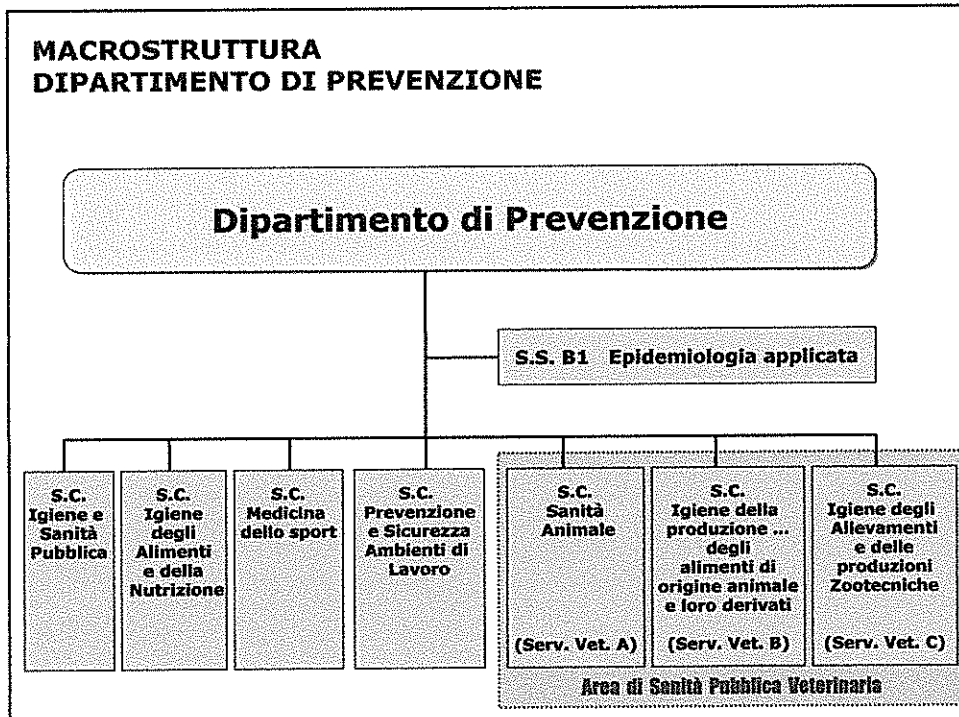 MACROSTRUTTURA
DIPARTIMENTO DI PREVENZIONE
Dipartimento di Prevenzione
S.S. B1 Epidemiologia applicata
S.C.
Igiene e
Sanità
Pubblica
S.C.
Igiene
degli
Alimenti
e della
Nutrizione
S.C.
Medicina
dello sport
S.C.
Prevenzione
e Sicurezza
Ambienti di
Lavoro
S.C.
Sanità
Animale
(Serv. Vet. A)
S.C.
Igiene della
produzione ...
degli
alimenti di
origine animale
e loro derivati
(Serv. Vet. B)
S.C.
Igiene degli
Allevamenti
e delle
produzioni
Zootecniche
(Serv. Vet. C)
Area di Sanità Pubblica Veterinaria